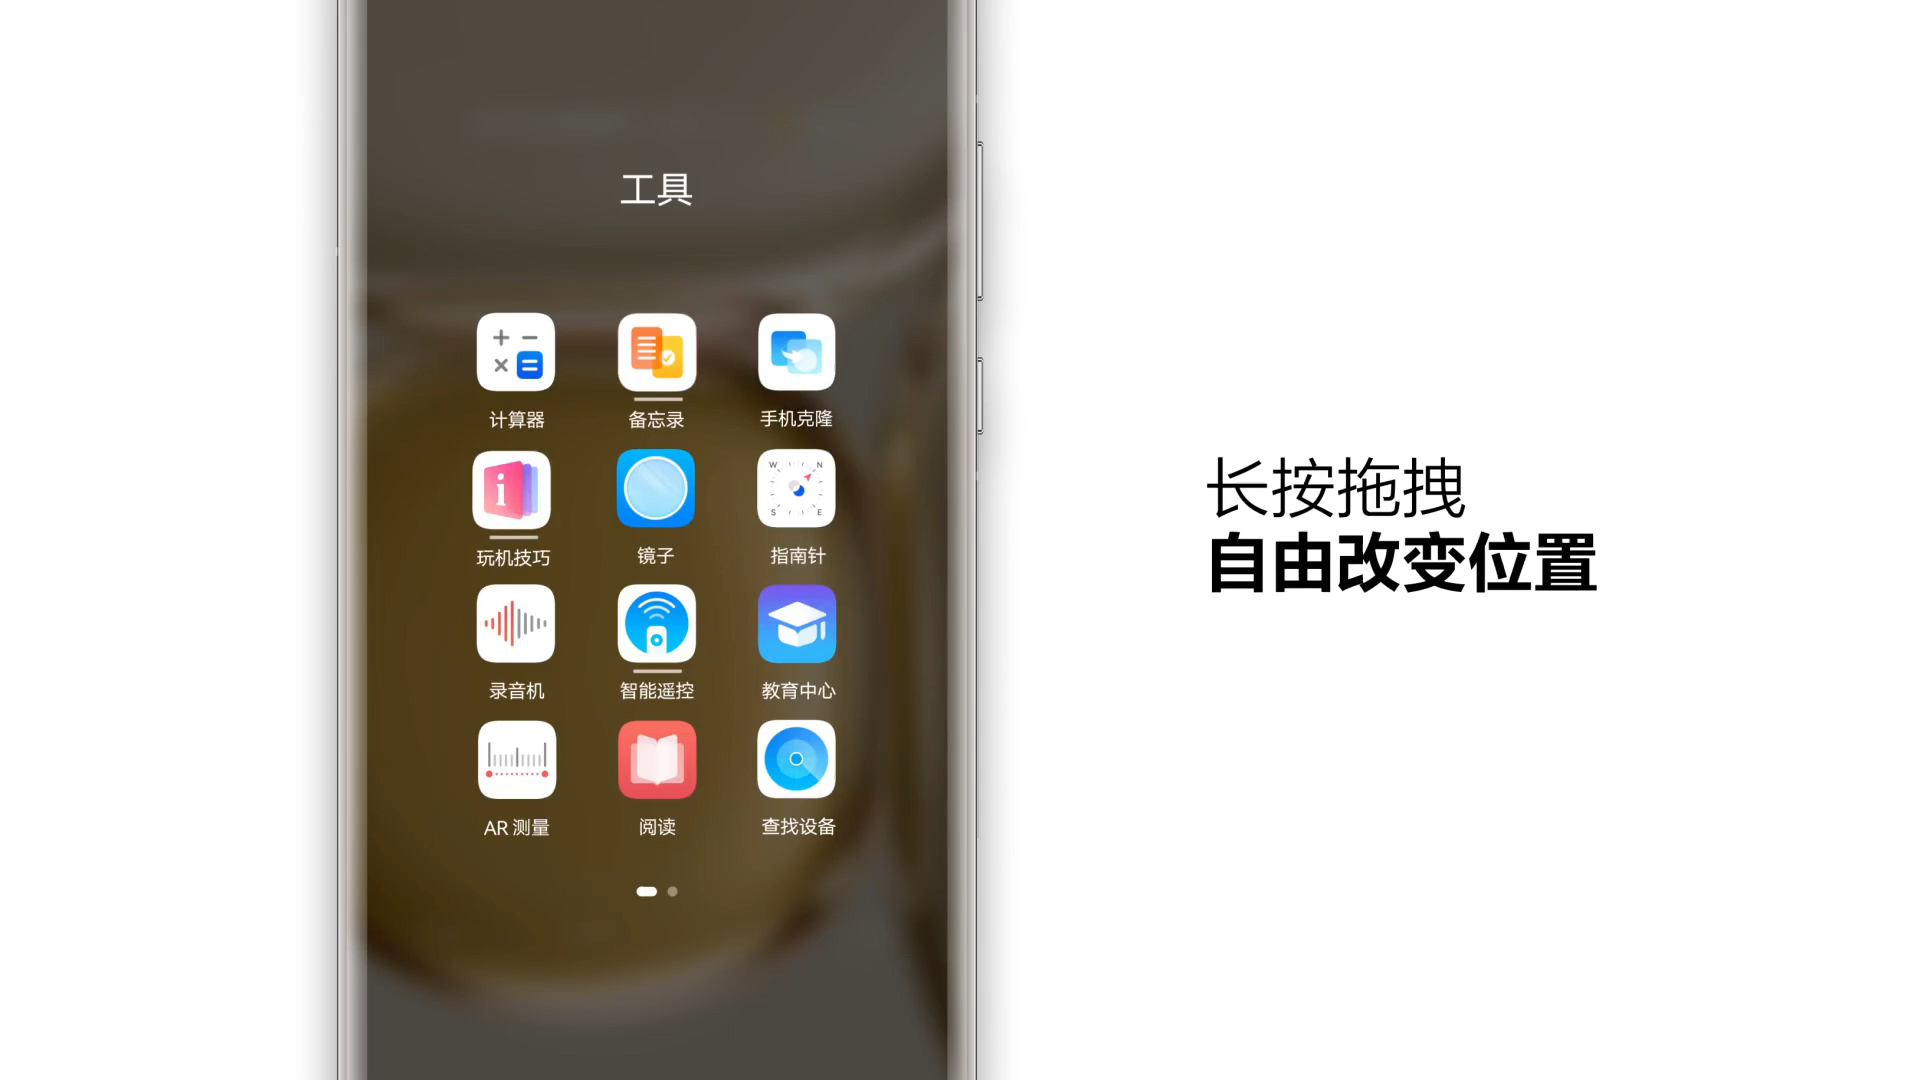 工具
计算器
备忘录
手机克隆
玩机技巧
镜子
W N
S E
指南针
录音机
智能遥控
教育中心
AR 测量
阅读
查找设备
长按拖拽
自由改变位置